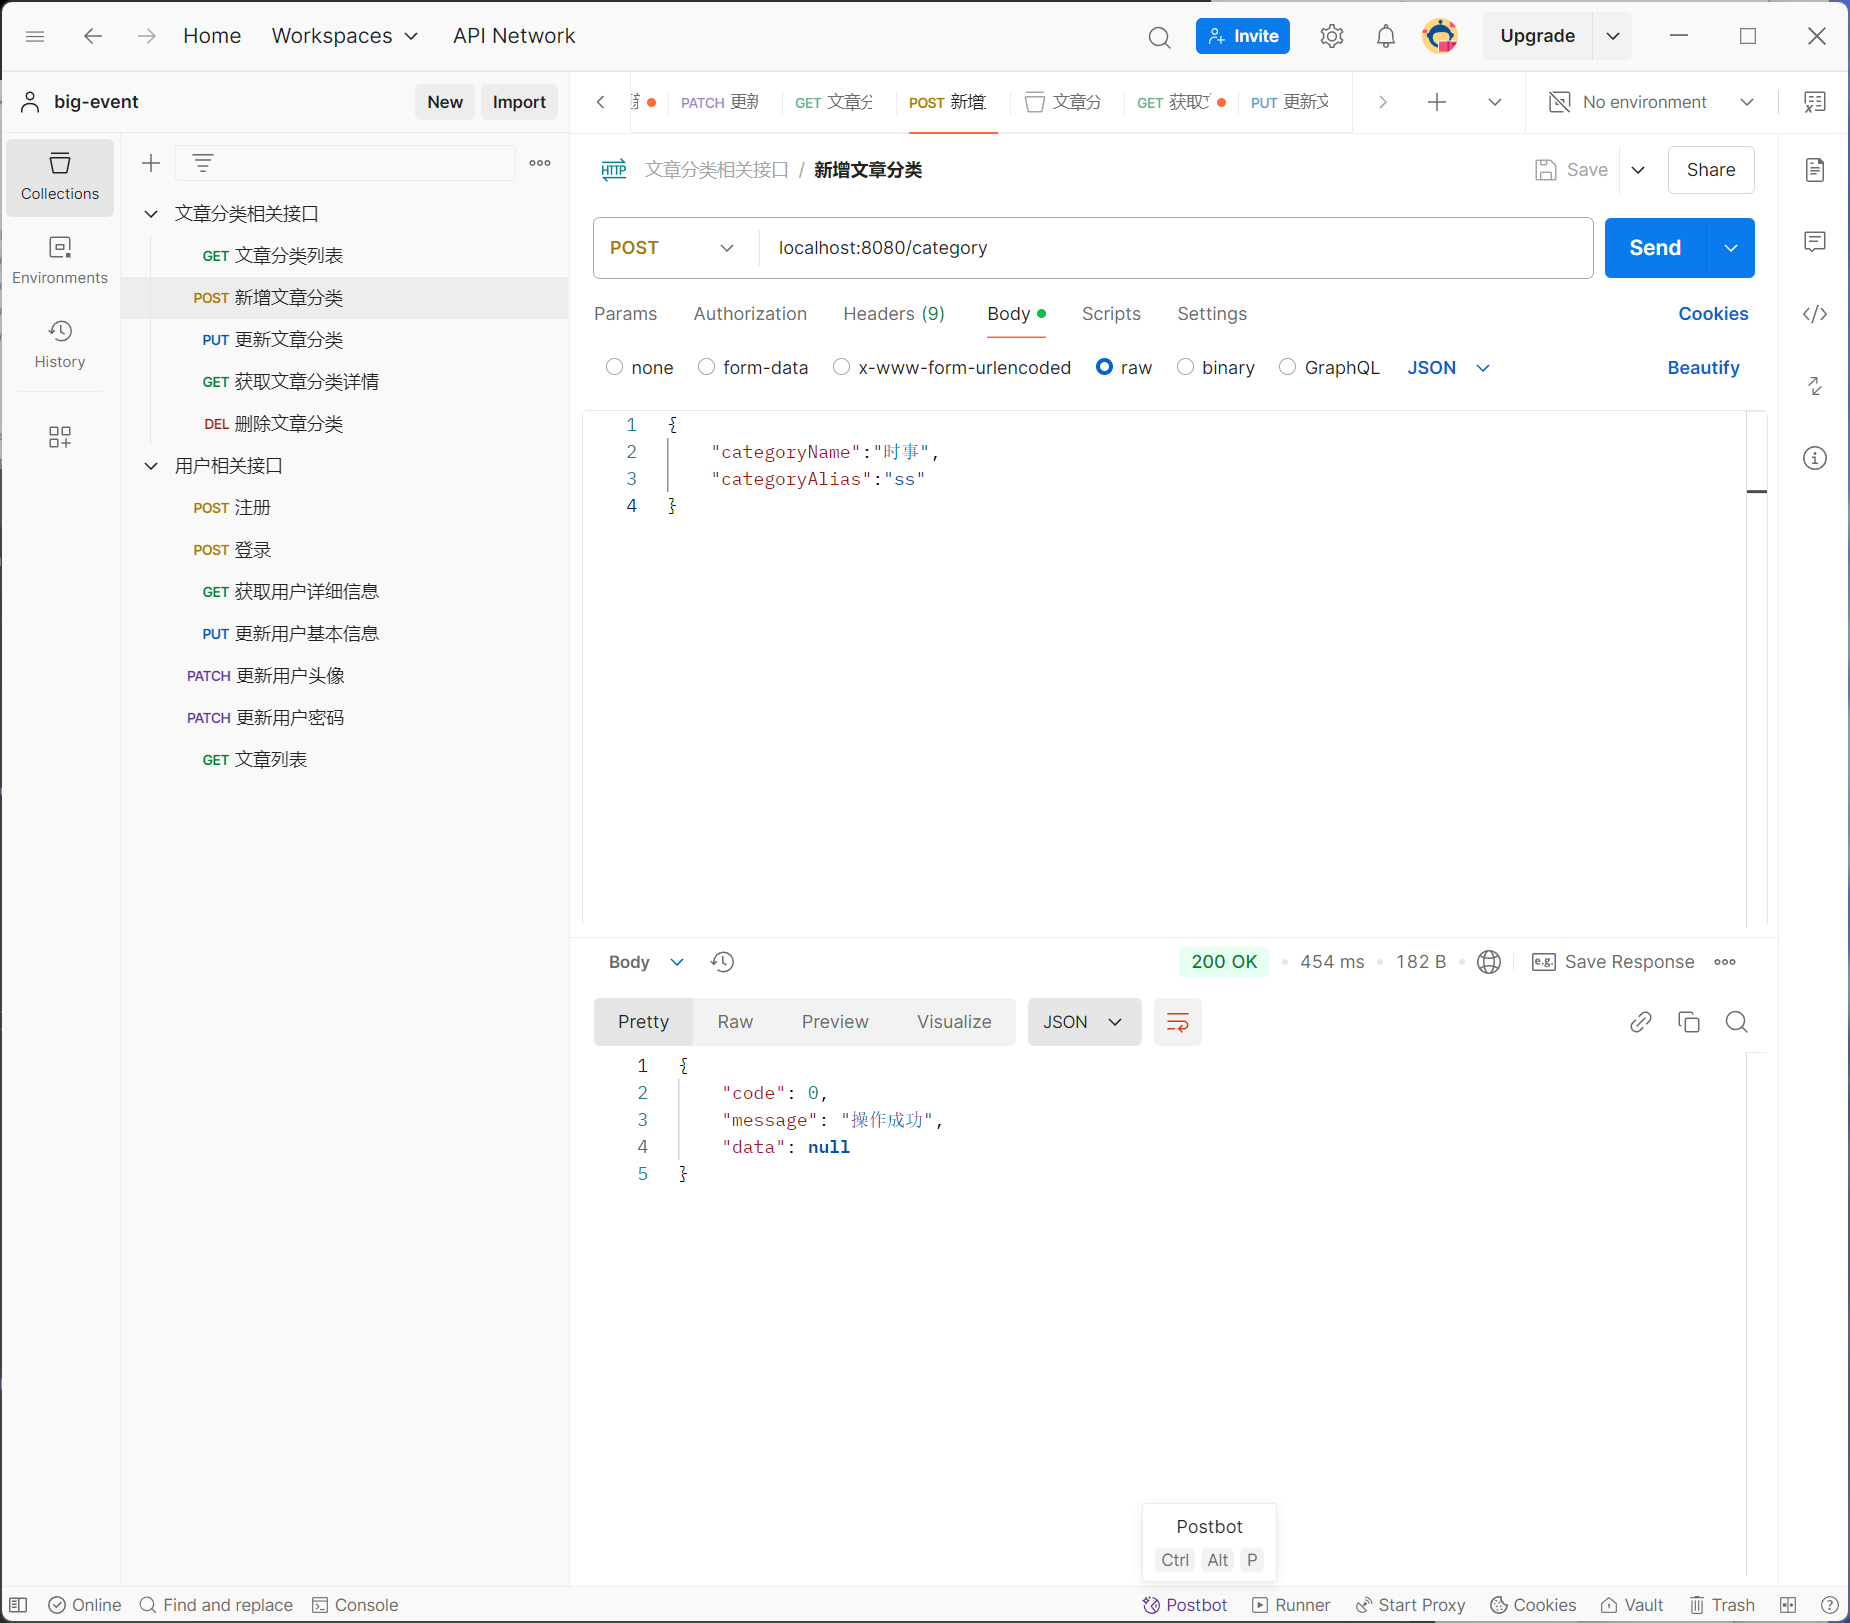 Home
Workspaces
API Network
Invite
Upgrade
big-event
New
Import
PATCH 更新
GET 文章分
POST 新增
文章分
GET 获取
PUT 更新文
No environment
Collections
Environments
History
文章分类相关接口
GET 文章分类列表
POST 新增文章分类
PUT 更新文章分类
GET 获取文章分类详情
DEL 删除文章分类
用户相关接口
POST 注册
POST 登录
GET 获取用户详细信息
PUT 更新用户基本信息
PATCH 更新用户头像
PATCH 更新用户密码
GET 文章列表
HTTP 文章分类相关接口 / 新增文章分类
Save
Share
POST
localhost:8080/category
Send
Params
Authorization
Headers (9)
Body
Scripts
Settings
Cookies
none
form-data
x-www-form-urlencoded
raw
binary
GraphQL
JSON
Beautify
1 {
2 "categoryName":"时事",
3 "categoryAlias":"ss"
4 }
Body
200 OK
454 ms
182 B
e.g. Save Response
Pretty
Raw
Preview
Visualize
JSON
1 {
2 "code": 0,
3 "message": "操作成功",
4 "data": null
5 }
Postbot
Ctrl Alt P
Online
Find and replace
Console
Postbot
Runner
Start Proxy
Cookies
Vault
Trash